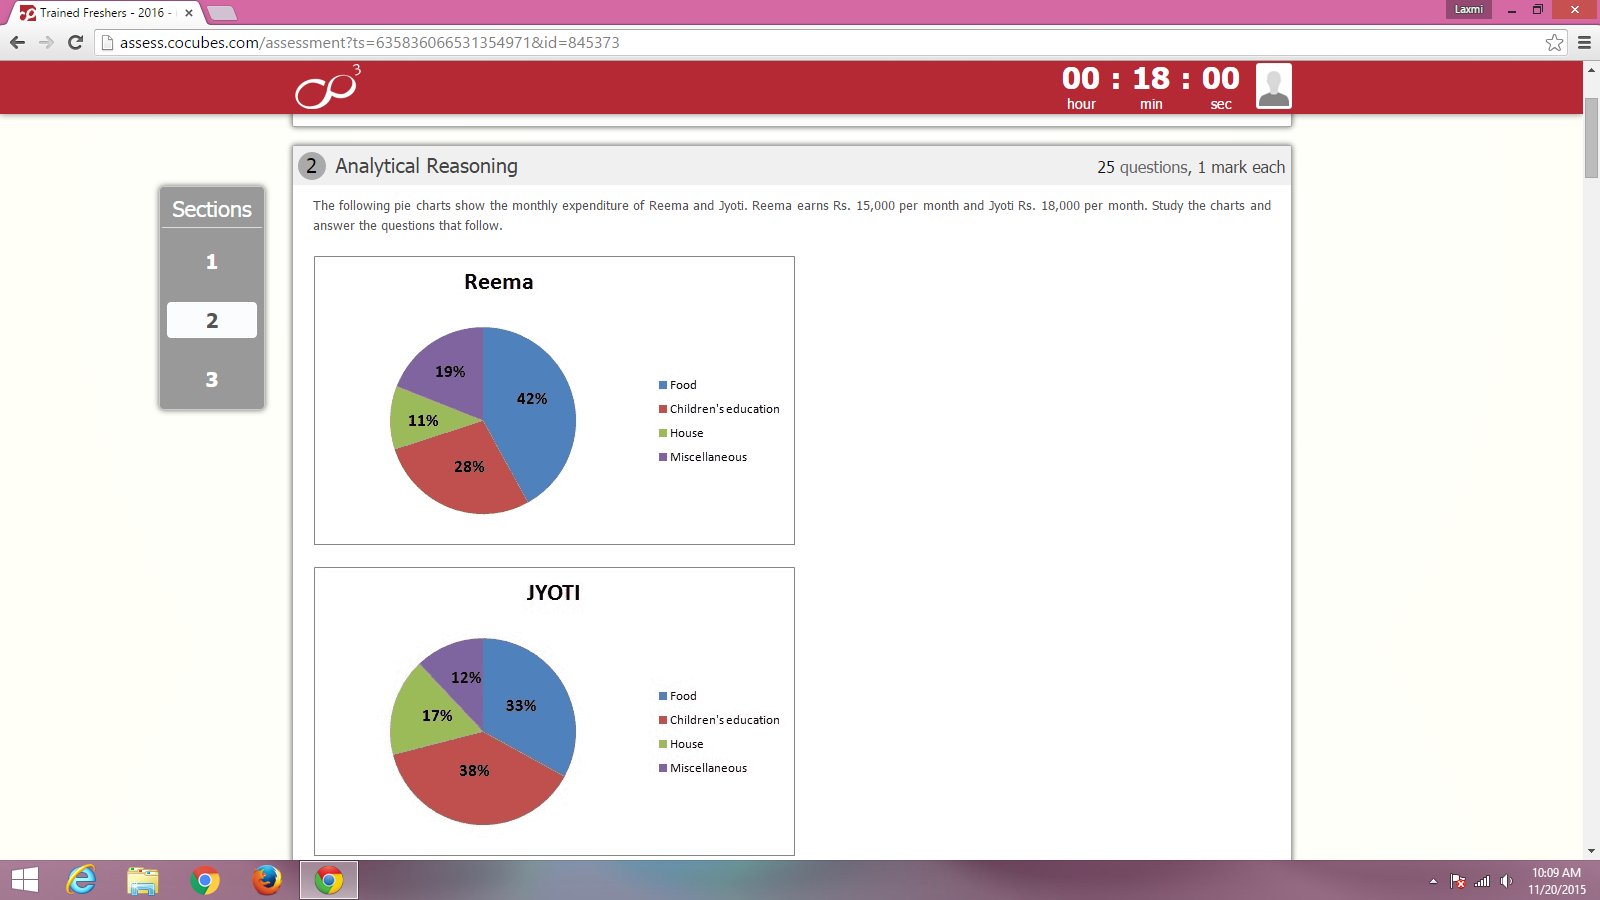 Trained Freshers - 2016 -
Laxmi
assess.cocubes.com/assessment?ts=635836066531354971&id=845373
3
00 : 18 : 00
hour min sec
2 Analytical Reasoning
25 questions, 1 mark each
Sections
1
2
3
The following pie charts show the monthly expenditure of Reema and Jyoti. Reema earns Rs. 15,000 per month and Jyoti Rs. 18,000 per month. Study the charts and
answer the questions that follow.
Reema
19%
42%
11%
28%
Food
Children's education
House
Miscellaneous
JYOTI
12%
33%
17%
38%
Food
Children's education
House
Miscellaneous
10:09 AM
11/20/2015